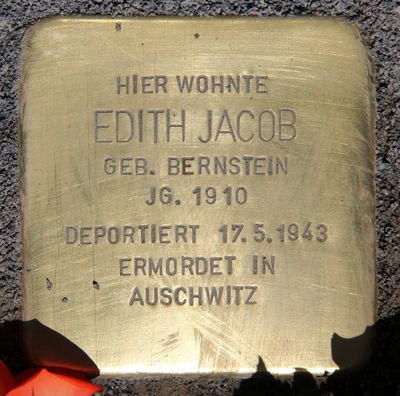 HIER WOHNTE
EDITH JACOB
GEB. BERNSTEIN
JG. 1910
DEPORTIERT 17.5.1943
ERMORDET IN
AUSCHWITZ